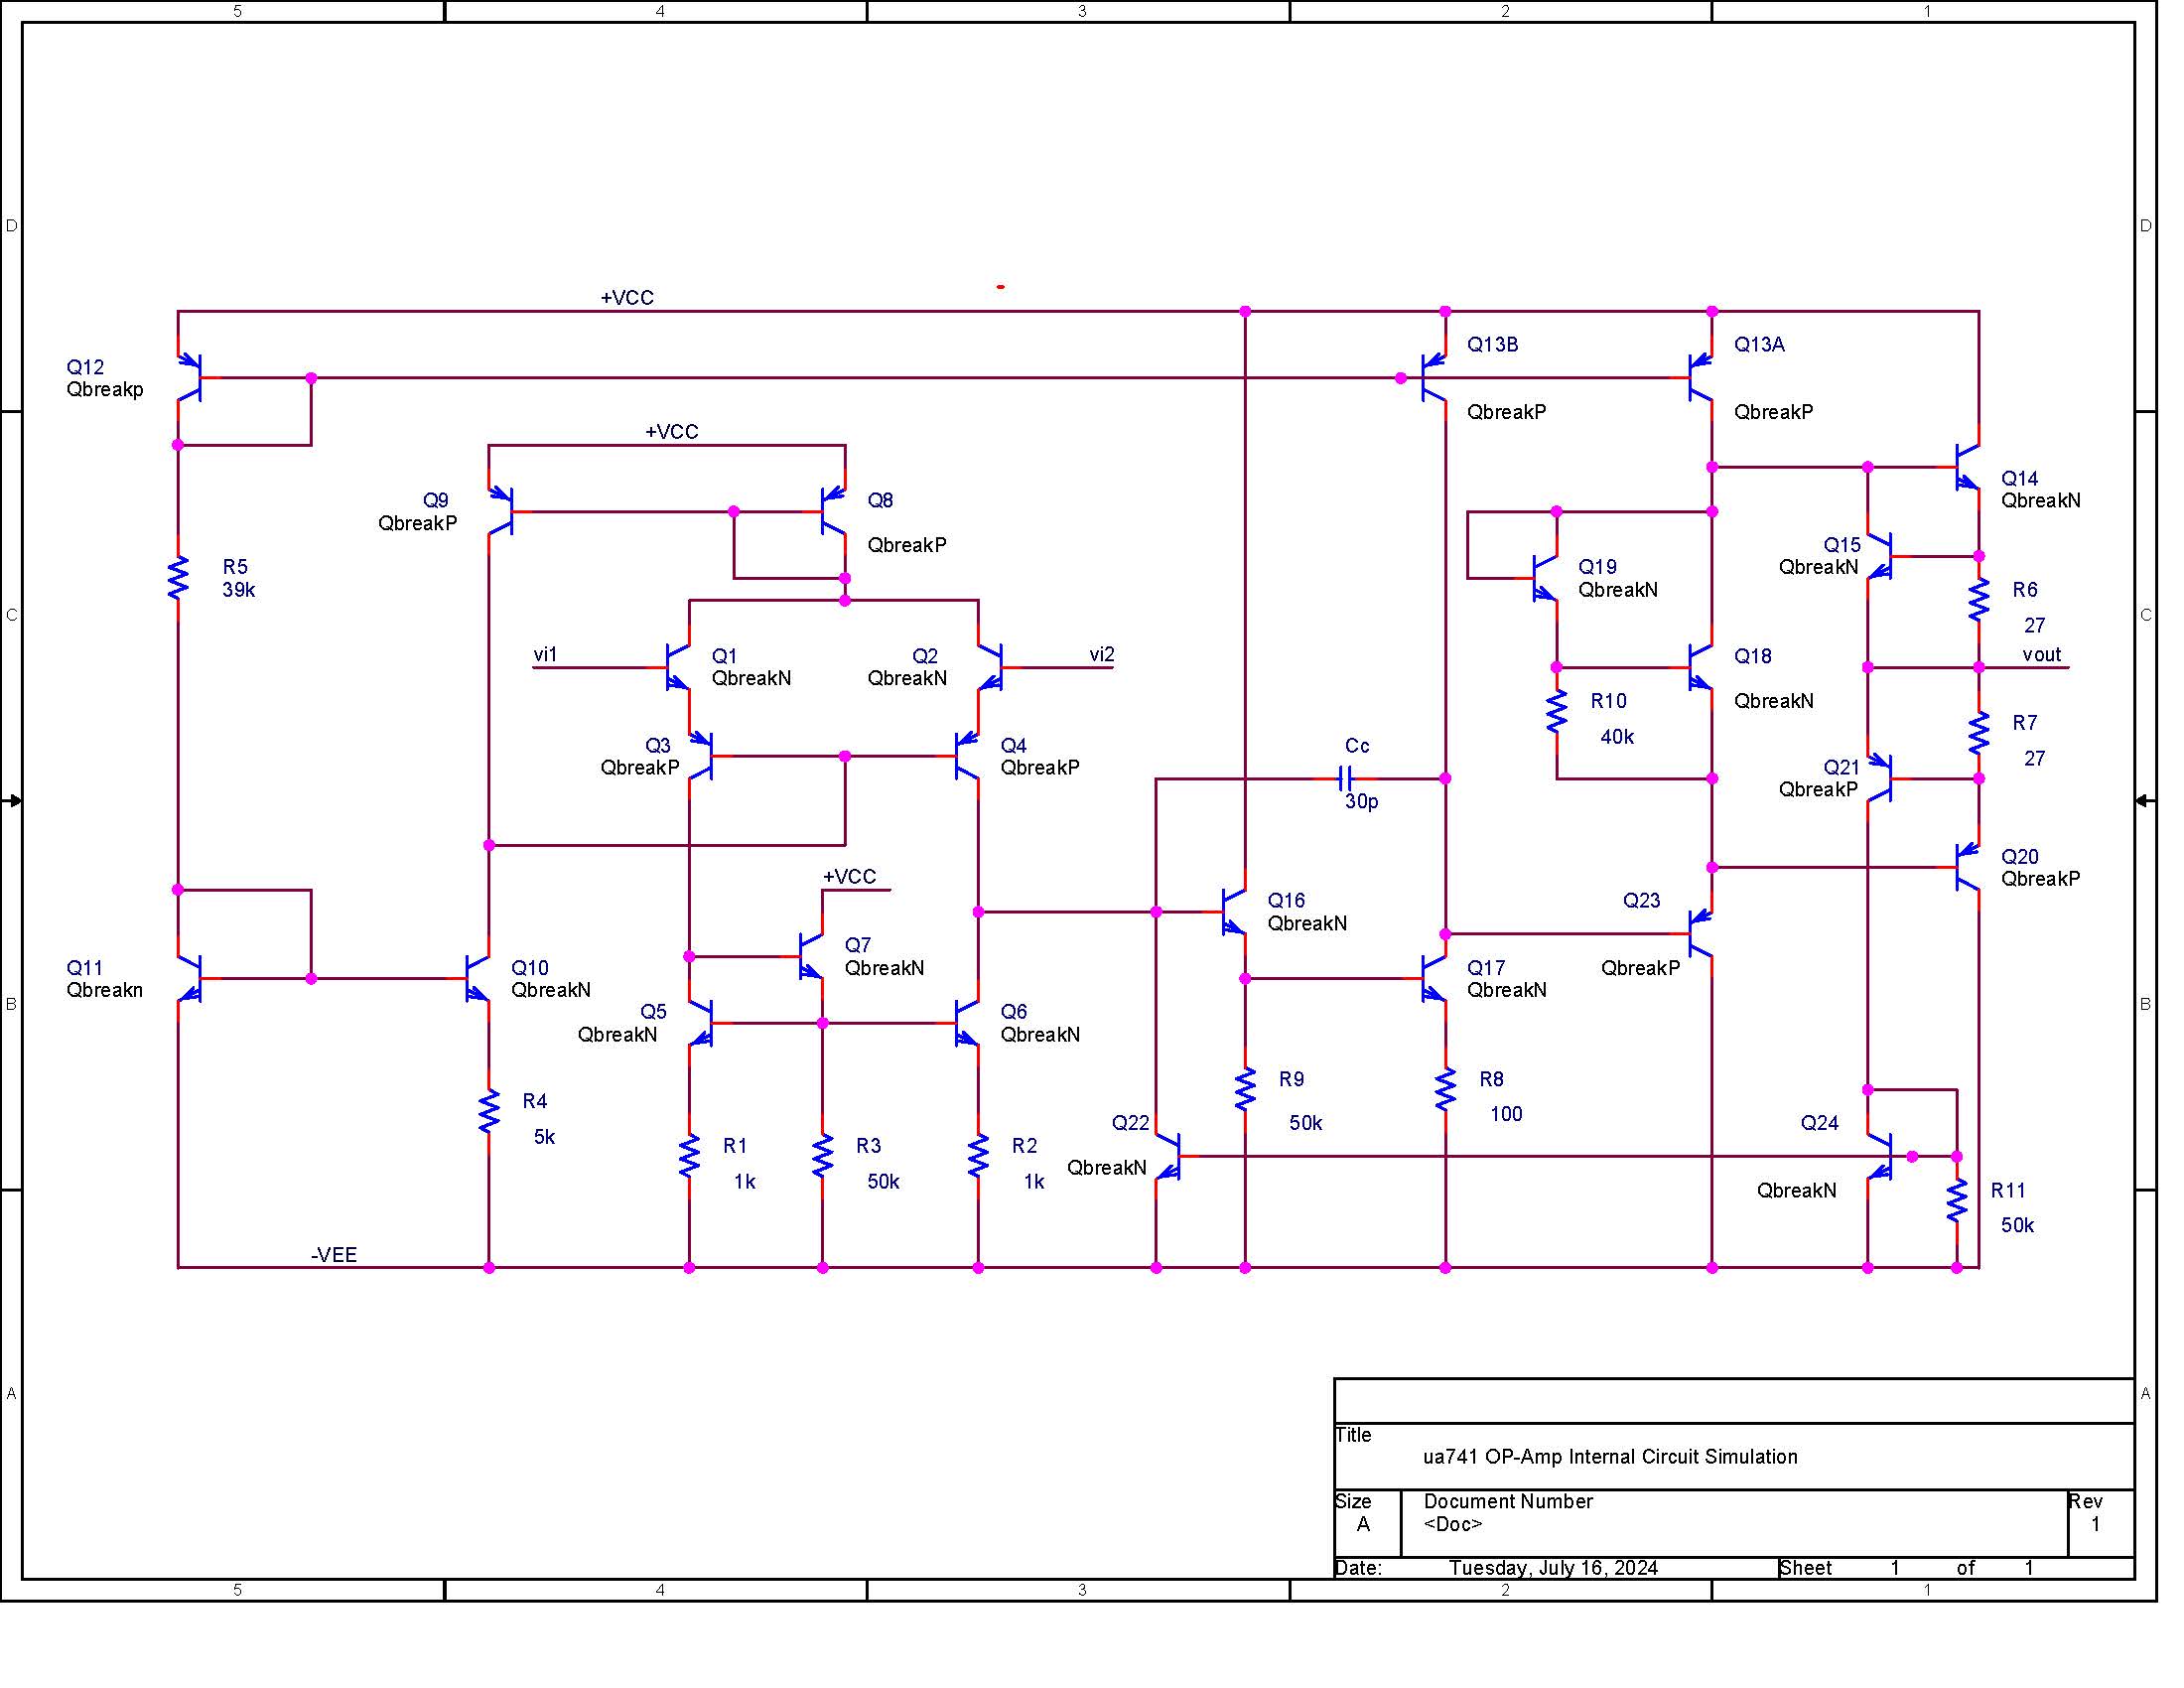 5 4 3 2 1
D D
+VCC
Q12
Qbreakp
Q13B
QbreakP
Q13A
QbreakP
+VCC
Q9
QbreakP
Q8
QbreakP
Q14
QbreakN
Q15
QbreakN
R5
39k
Q19
QbreakN
R6
27
C C
vi1
Q1
QbreakN
Q2
QbreakN
vi2
Q18
QbreakN
vout
R10
40k
R7
27
Q3
QbreakP
Q4
QbreakP
Cc
30p
Q21
QbreakP
+VCC
Q16
QbreakN
Q23
QbreakP
Q20
QbreakP
Q11
Qbreakn
Q10
QbreakN
Q7
QbreakN
Q17
QbreakN
B B
Q5
QbreakN
Q6
QbreakN
R4
5k
R9
50k
R8
100
R1
1k
R3
50k
R2
1k
Q22
QbreakN
Q24
QbreakN
R11
50k
-VEE
A A
Title
ua741 OP-Amp Internal Circuit Simulation
Size
A
Document Number
<Doc>
Rev
1
Date: Tuesday, July 16, 2024 Sheet 1 of 1
5 4 3 2 1